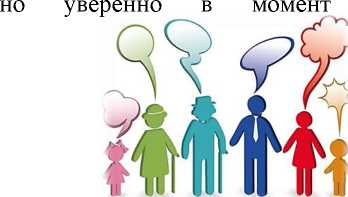 но уверенно в момент